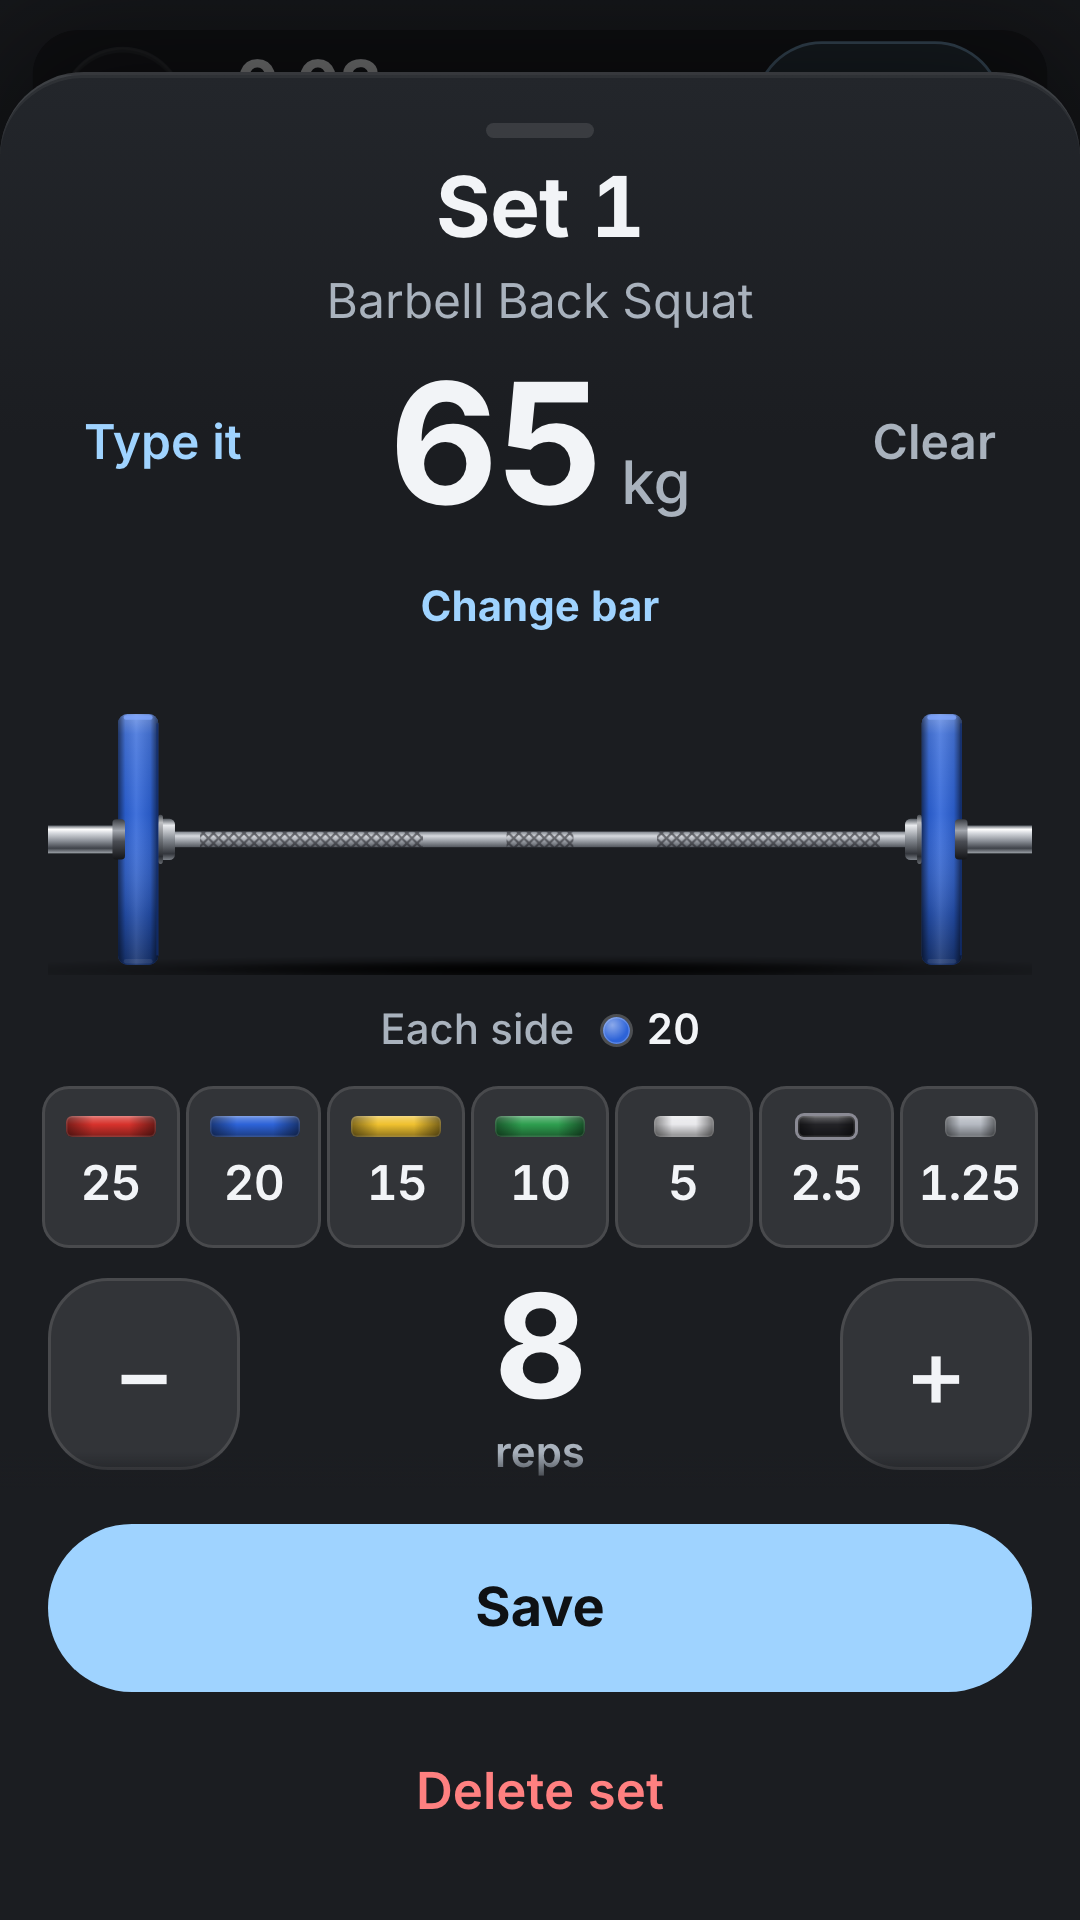 Set 1
Barbell Back Squat
Type it 65 kg Clear
Change bar
Each side 20
25 20 15 10 5 2.5 1.25
− 8 +
reps
Save
Delete set